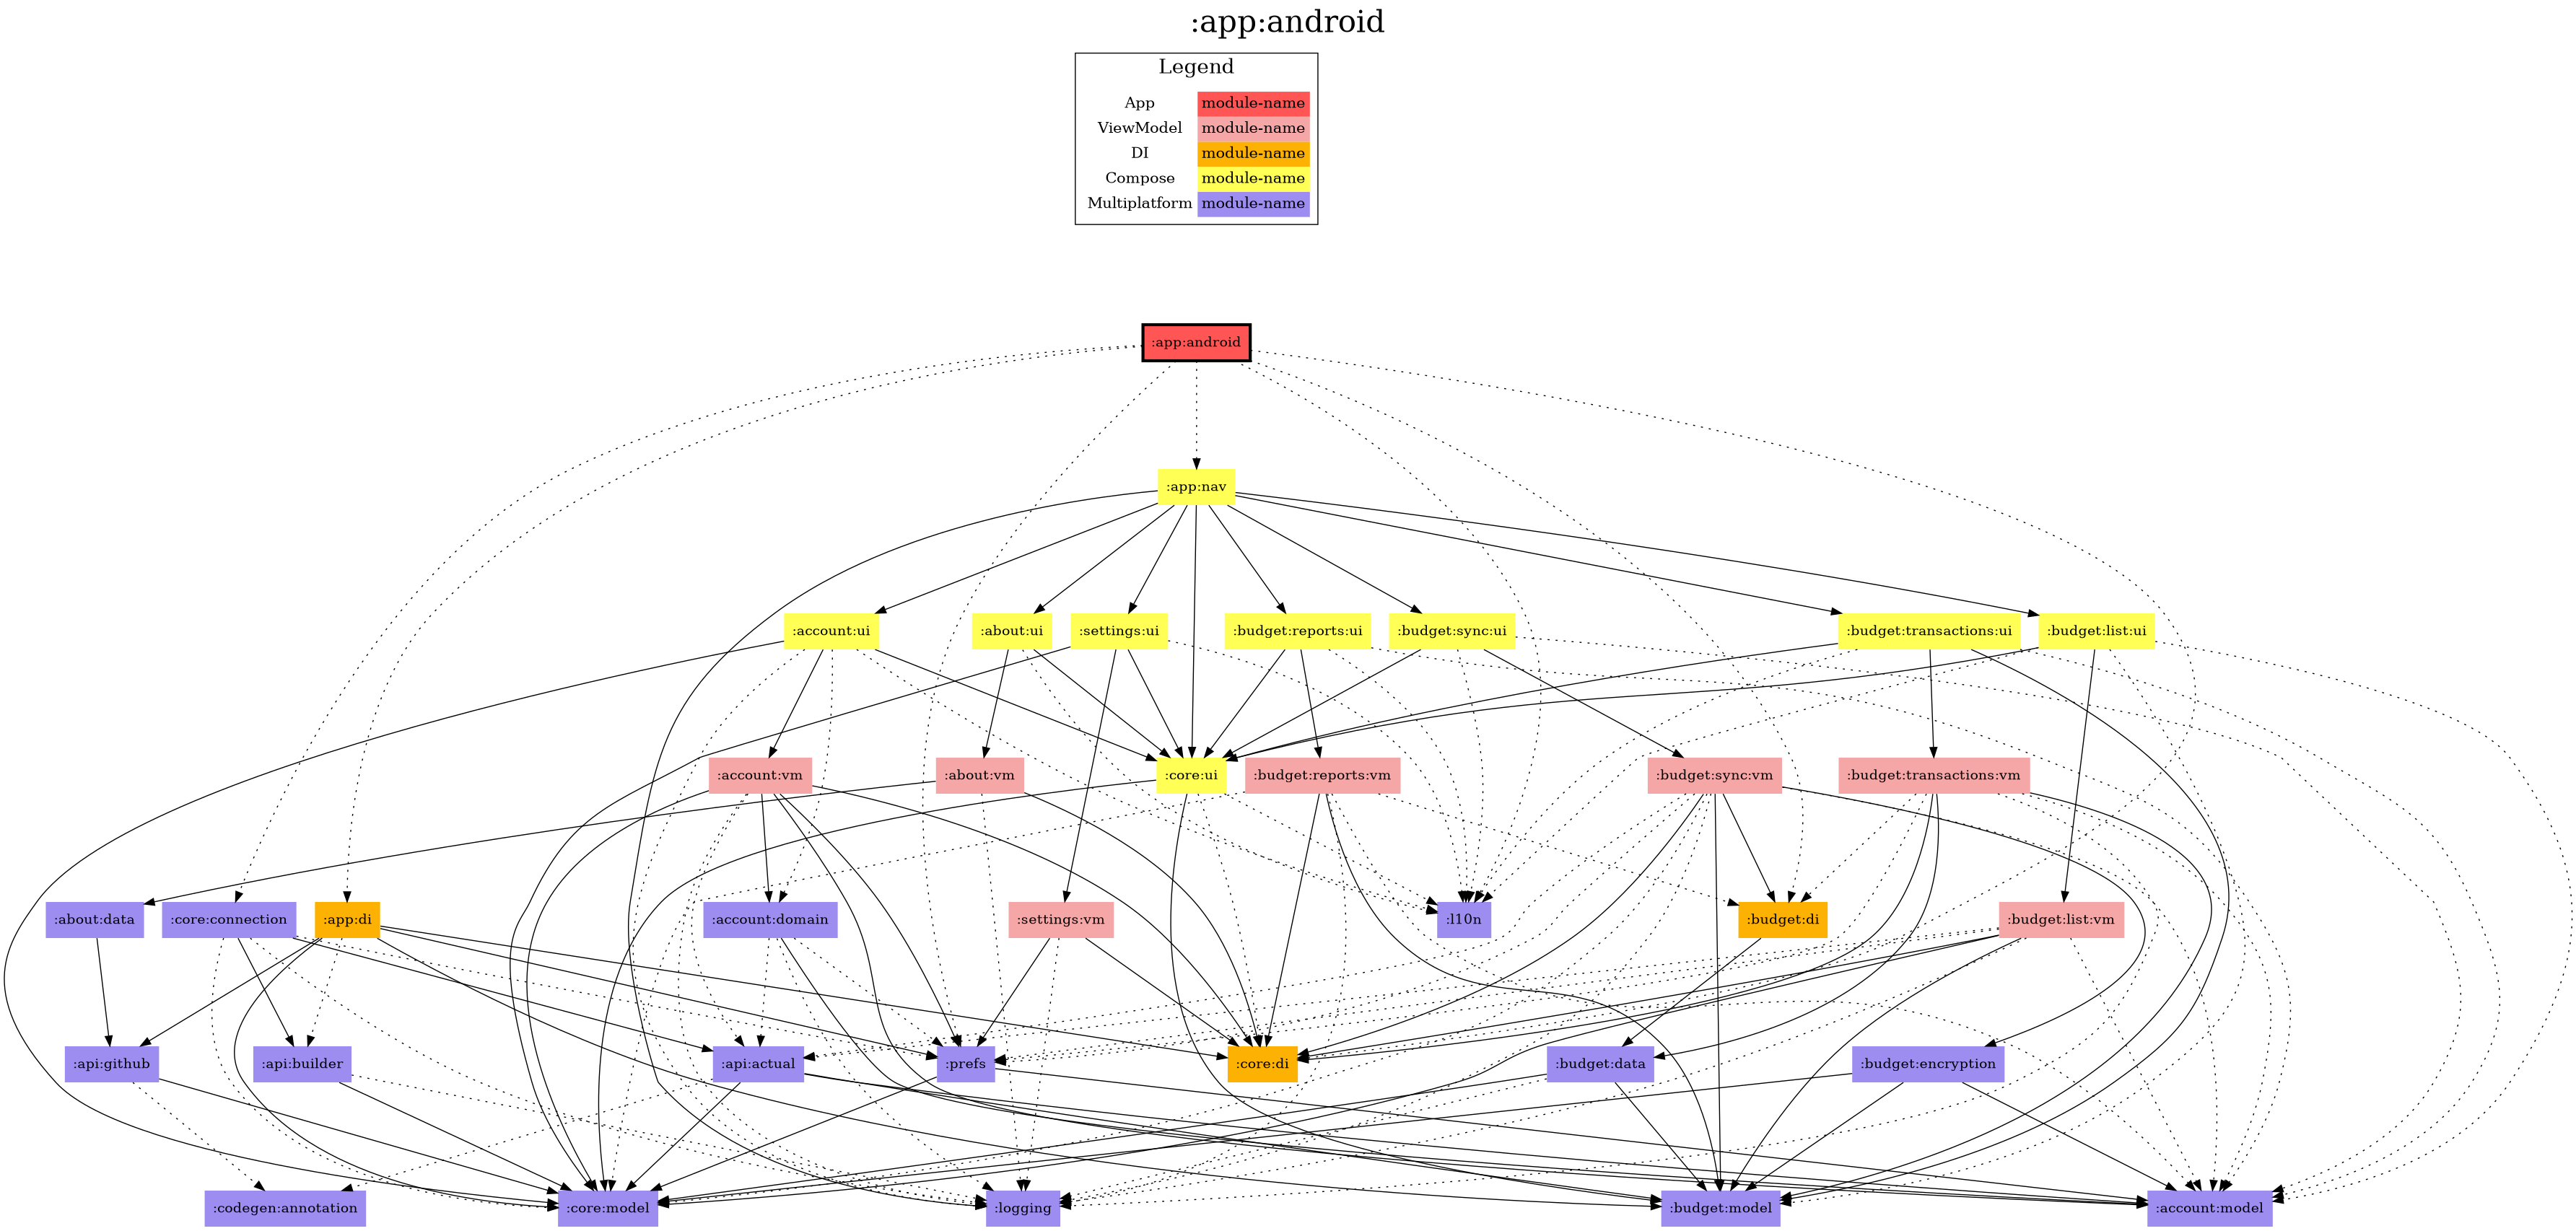 :app:android
Legend
App module-name
ViewModel module-name
DI module-name
Compose module-name
Multiplatform module-name
:app:android
:app:nav
:account:ui :about:ui :settings:ui :budget:reports:ui :budget:sync:ui :budget:transactions:ui :budget:list:ui
:account:vm :about:vm :core:ui :budget:reports:vm :budget:sync:vm :budget:transactions:vm
:about:data :core:connection :app:di :account:domain :settings:vm :l10n :budget:di :budget:list:vm
:api:github :api:builder :api:actual :prefs :core:di :budget:data :budget:encryption
:codegen:annotation :core:model :logging :budget:model :account:model